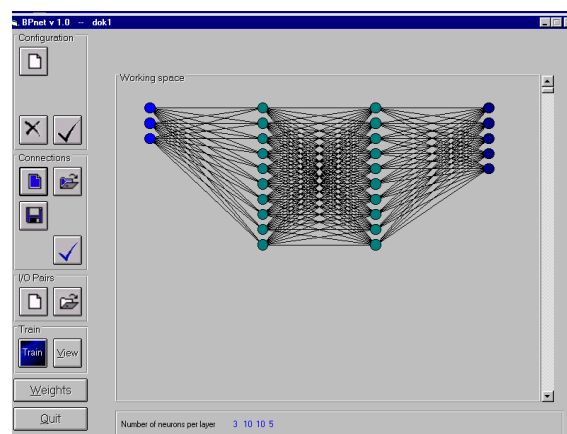 BPnet v 1.0 -- dok1
Configuration
Working space
Connections
I/O Pairs
Train
Train View
Weights
Quit
Number of neurons per layer 3 10 10 5